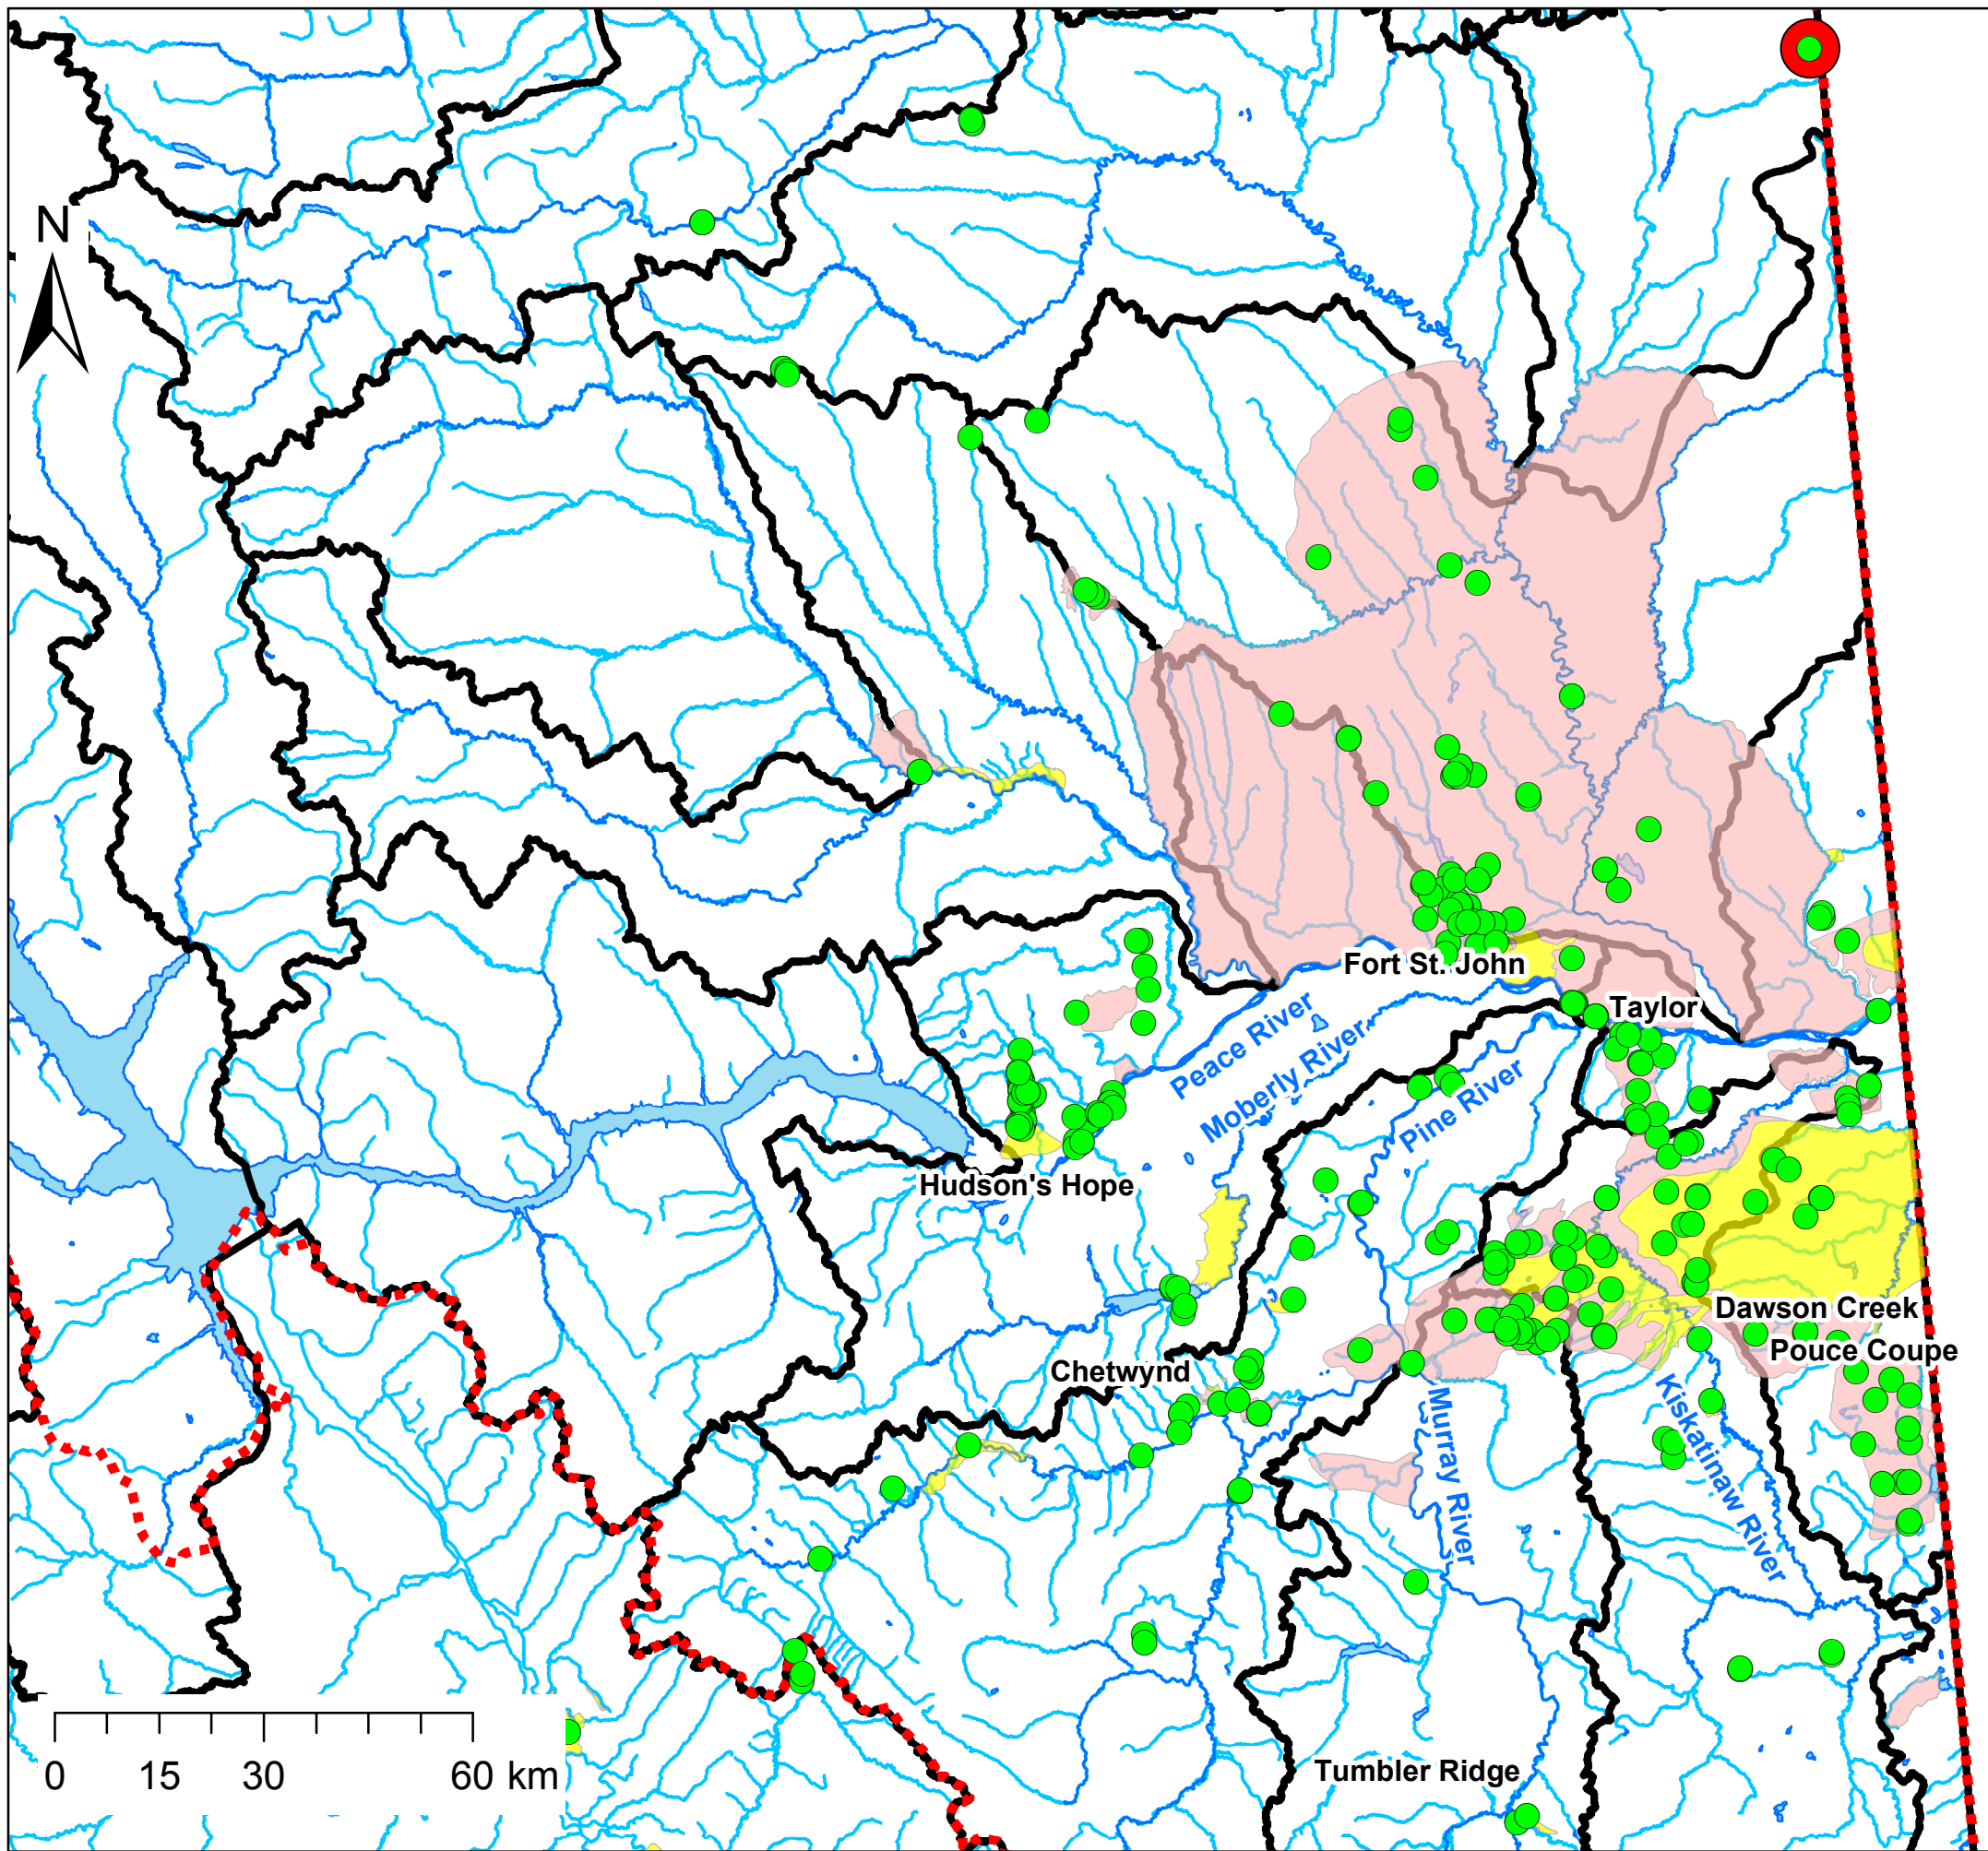 N
Fort St. John
Taylor
Peace River
Moberly River
Pine River
Hudson's Hope
Dawson Creek
Pouce Coupe
Chetwynd
Murray River
Kiskatinaw River
Tumbler Ridge
0 15 30 60 km